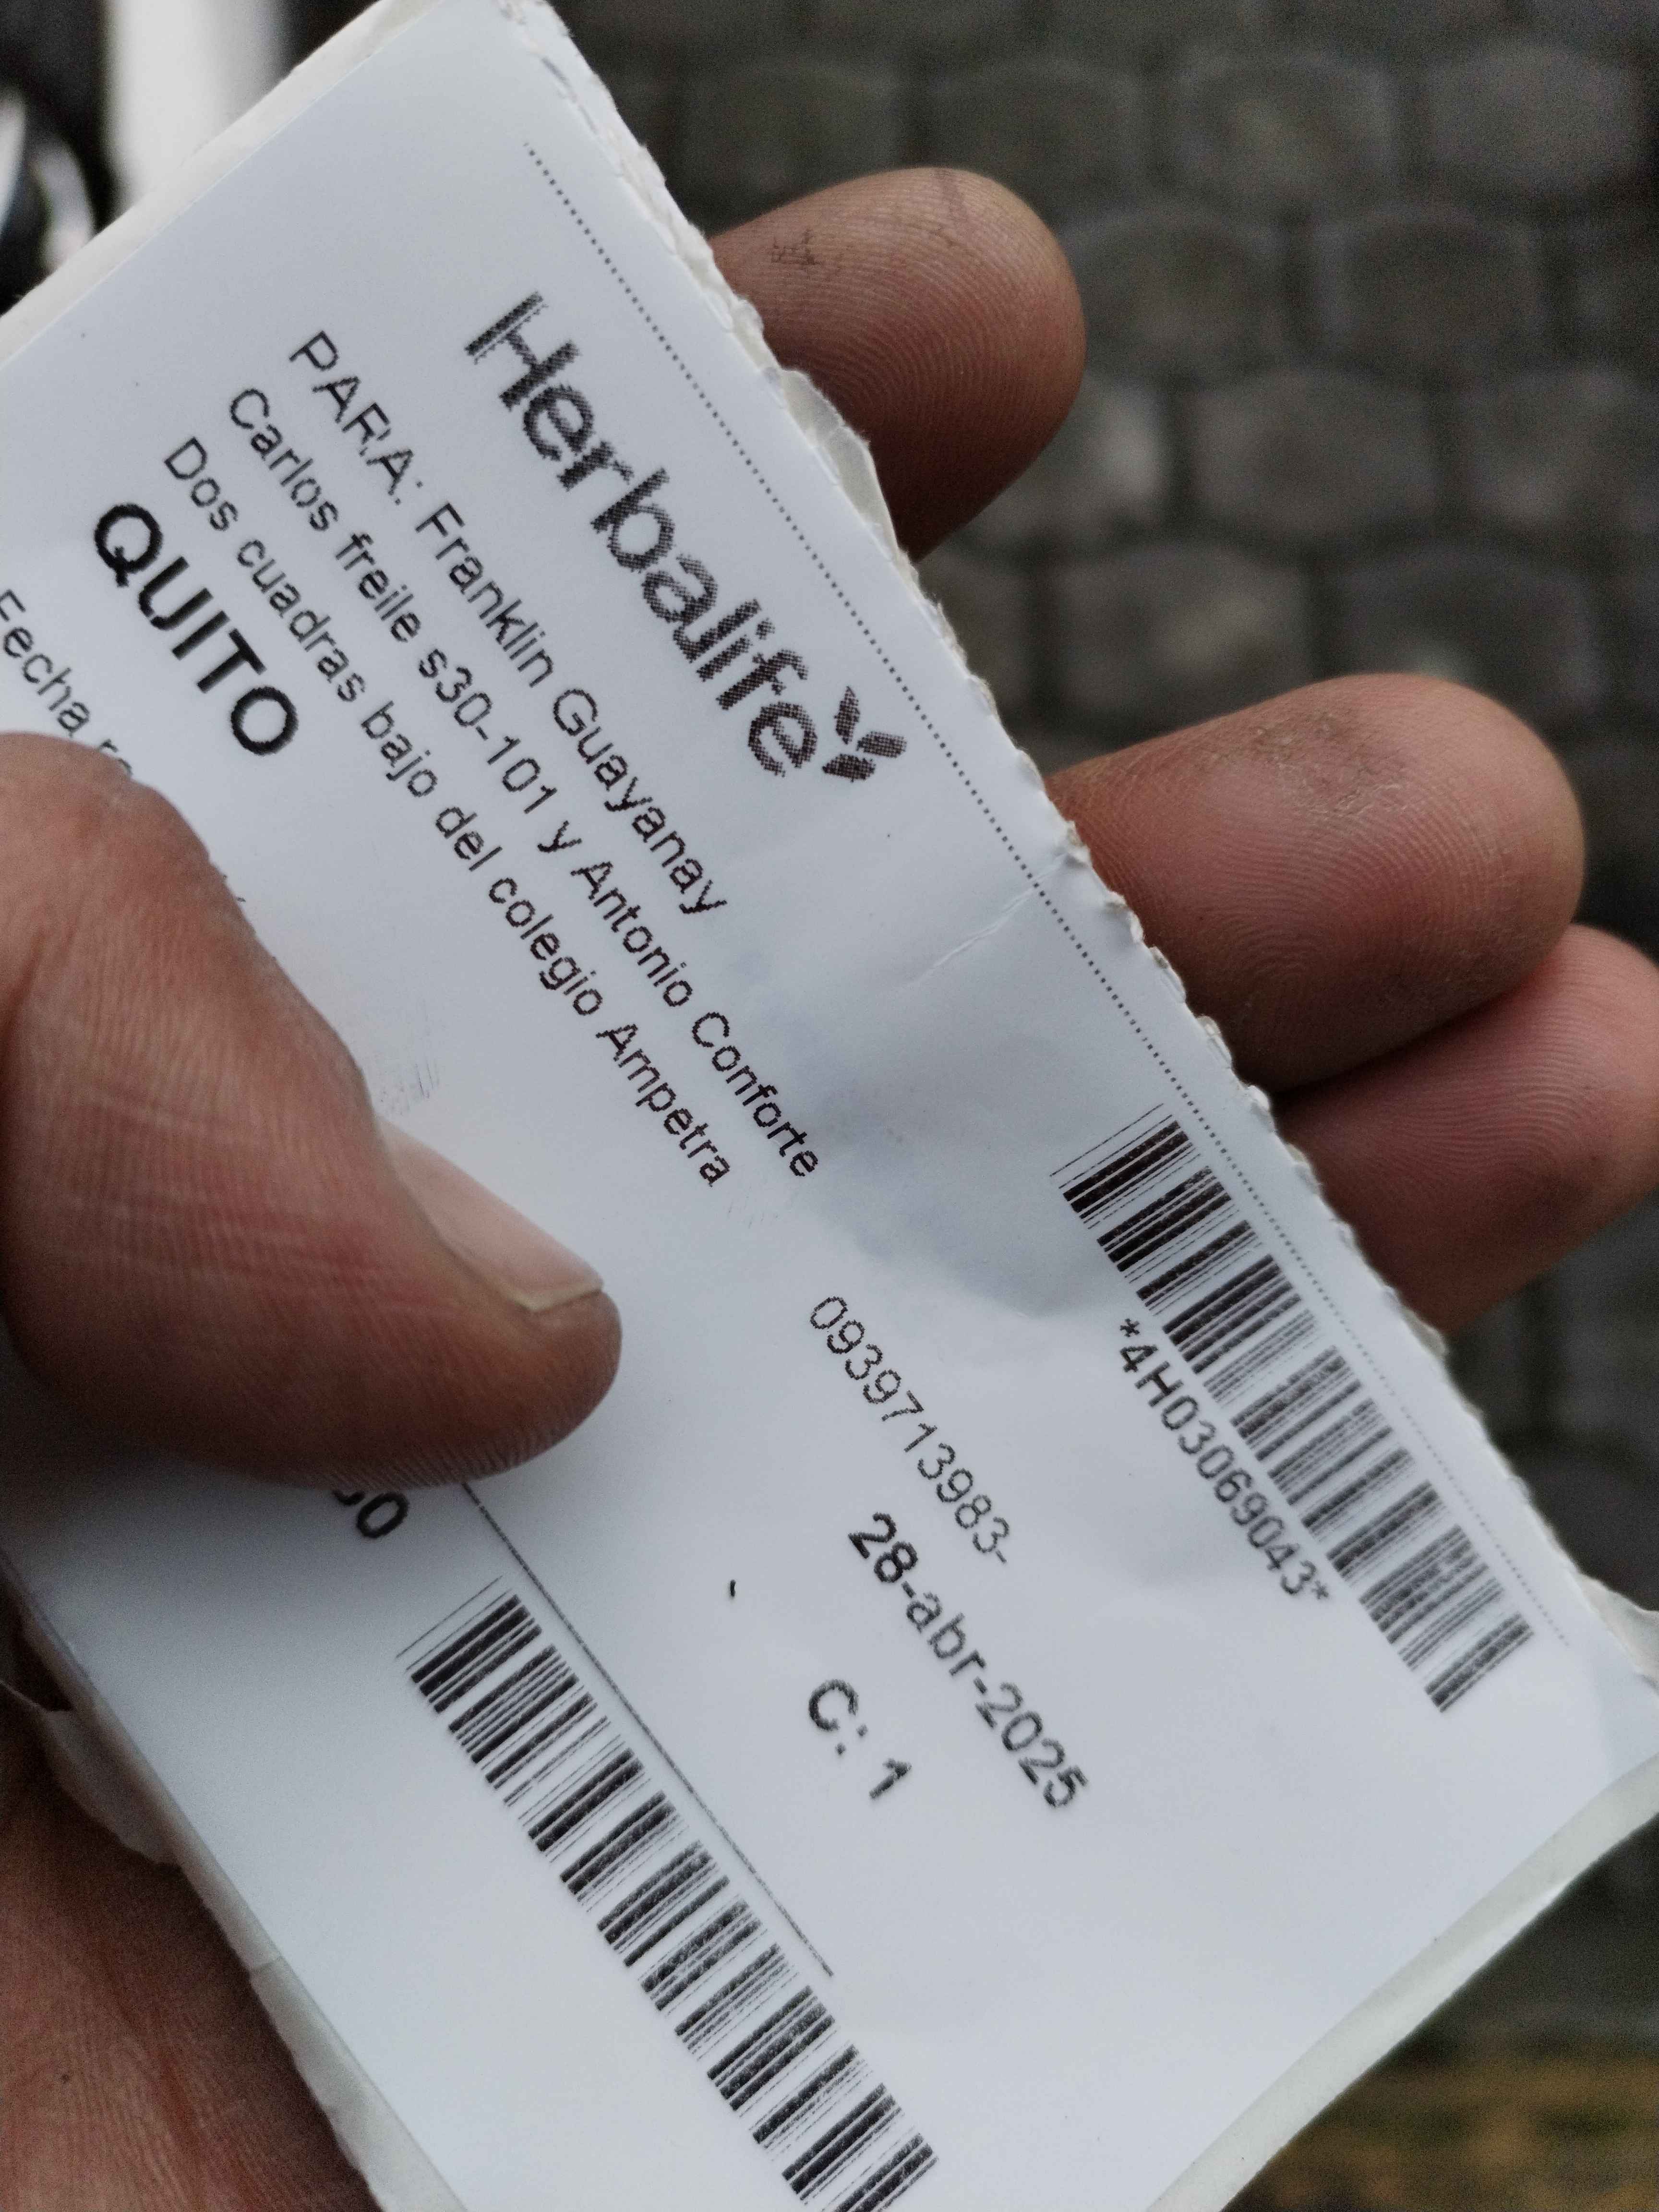 Herbalife
*4H03069043*
PARA: Franklin Guayanay
Carlos freile s30-101 y Antonio Conforte
0939713983-
Dos cuadras bajo del colegio Ampetra
28-abr-2025
QUITO
C: 1
Fecha